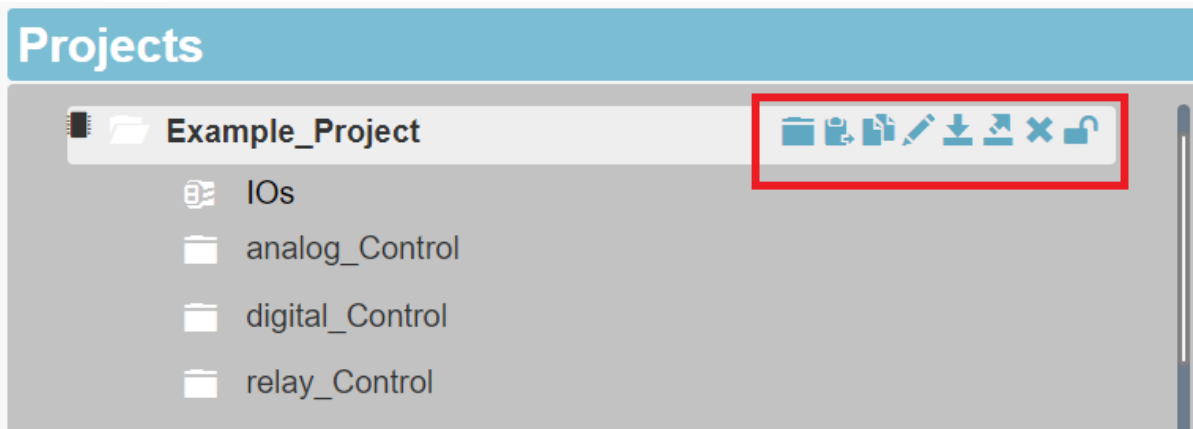 Projects
Example_Project
IOs
analog_Control
digital_Control
relay_Control